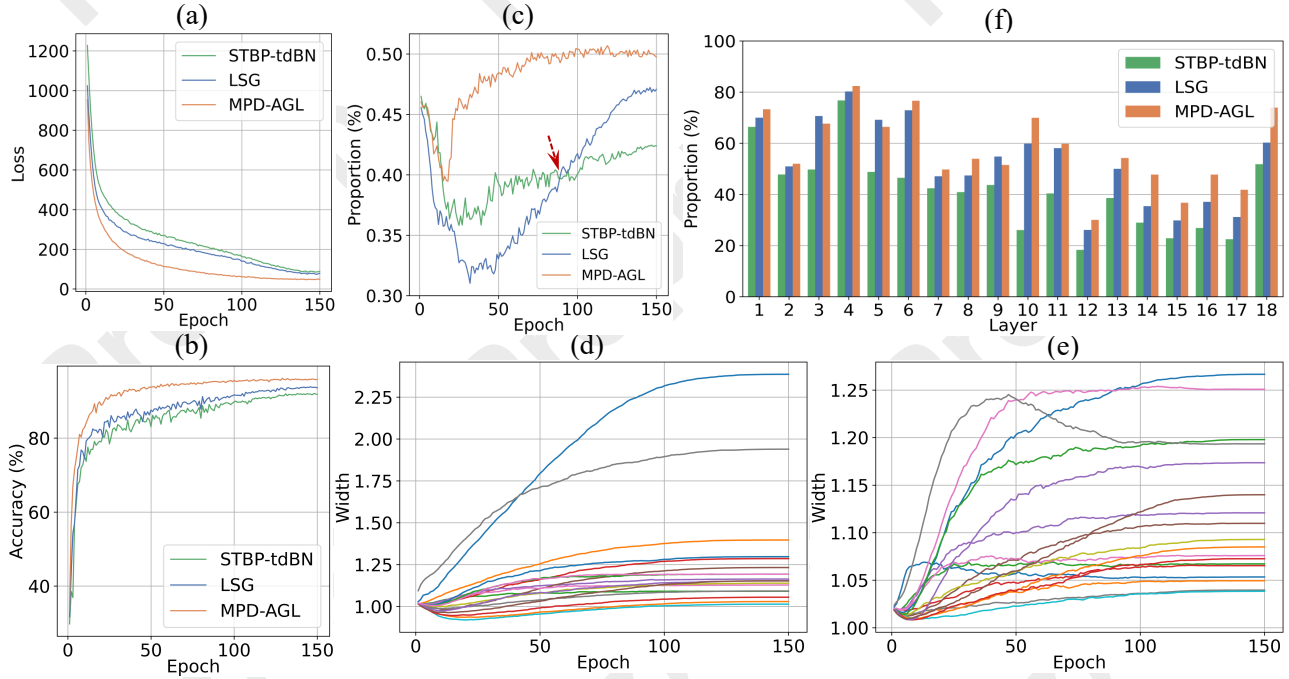 (a)
Loss
1200
1000
800
600
400
200
0
STBP-tdBN
LSG
MPD-AGL
0
50
100
150
Epoch
(c)
Proportion (%)
0.50
0.45
0.40
0.35
0.30
STBP-tdBN
LSG
MPD-AGL
0
50
100
150
Epoch
(f)
Proportion (%)
100
80
60
40
20
0
STBP-tdBN
LSG
MPD-AGL
1 2 3 4 5 6 7 8 9 10 11 12 13 14 15 16 17 18
Layer
(b)
Accuracy (%)
80
60
40
STBP-tdBN
LSG
MPD-AGL
0
50
100
150
Epoch
(d)
Width
2.25
2.00
1.75
1.50
1.25
1.00
0
50
100
150
Epoch
(e)
Width
1.25
1.20
1.15
1.10
1.05
1.00
0
50
100
150
Epoch